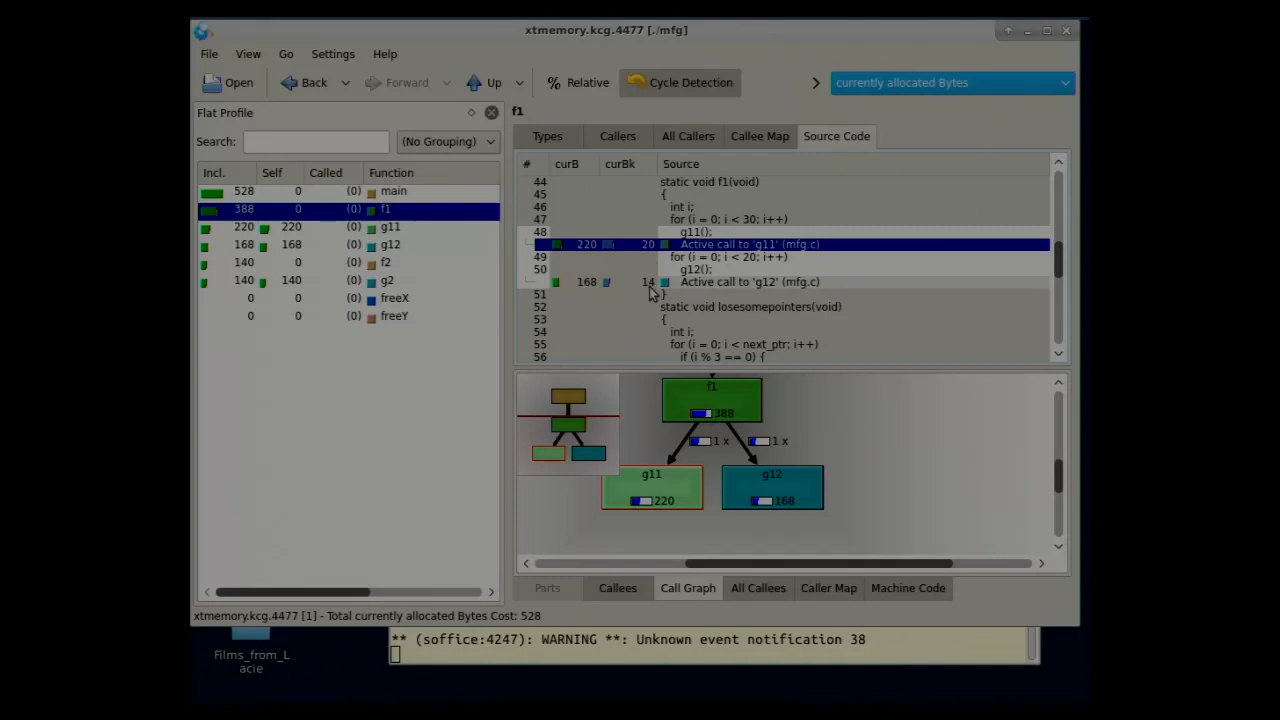 xtmemory.kcg.4477 [./mfg]
File View Go Settings Help
Open Back Forward Up % Relative Cycle Detection currently allocated Bytes
Flat Profile
Search: (No Grouping)
Incl. Self Called Function
528 0 (0) main
388 0 (0) f1
220 220 (0) g11
168 168 (0) g12
140 0 (0) f2
140 140 (0) g2
0 0 (0) freeX
0 0 (0) freeY
f1
Types Callers All Callers Callee Map Source Code
# curB curBk Source
44 static void f1(void)
45 {
46 int i;
47 for (i = 0; i < 30; i++)
48 g11();
220 20 Active call to 'g11' (mfg.c)
49 for (i = 0; i < 20; i++)
50 g12();
168 14 Active call to 'g12' (mfg.c)
51 }
52 static void losesomepointers(void)
53 {
54 int i;
55 for (i = 0; i < next_ptr; i++)
56 if (i % 3 == 0) {
f1
388
1 x 1 x
g11 g12
220 168
Parts Callees Call Graph All Callees Caller Map Machine Code
xtmemory.kcg.4477 [1] - Total currently allocated Bytes Cost: 528
** (soffice:4247): WARNING **: Unknown event notification 38
Films_from_L
acie